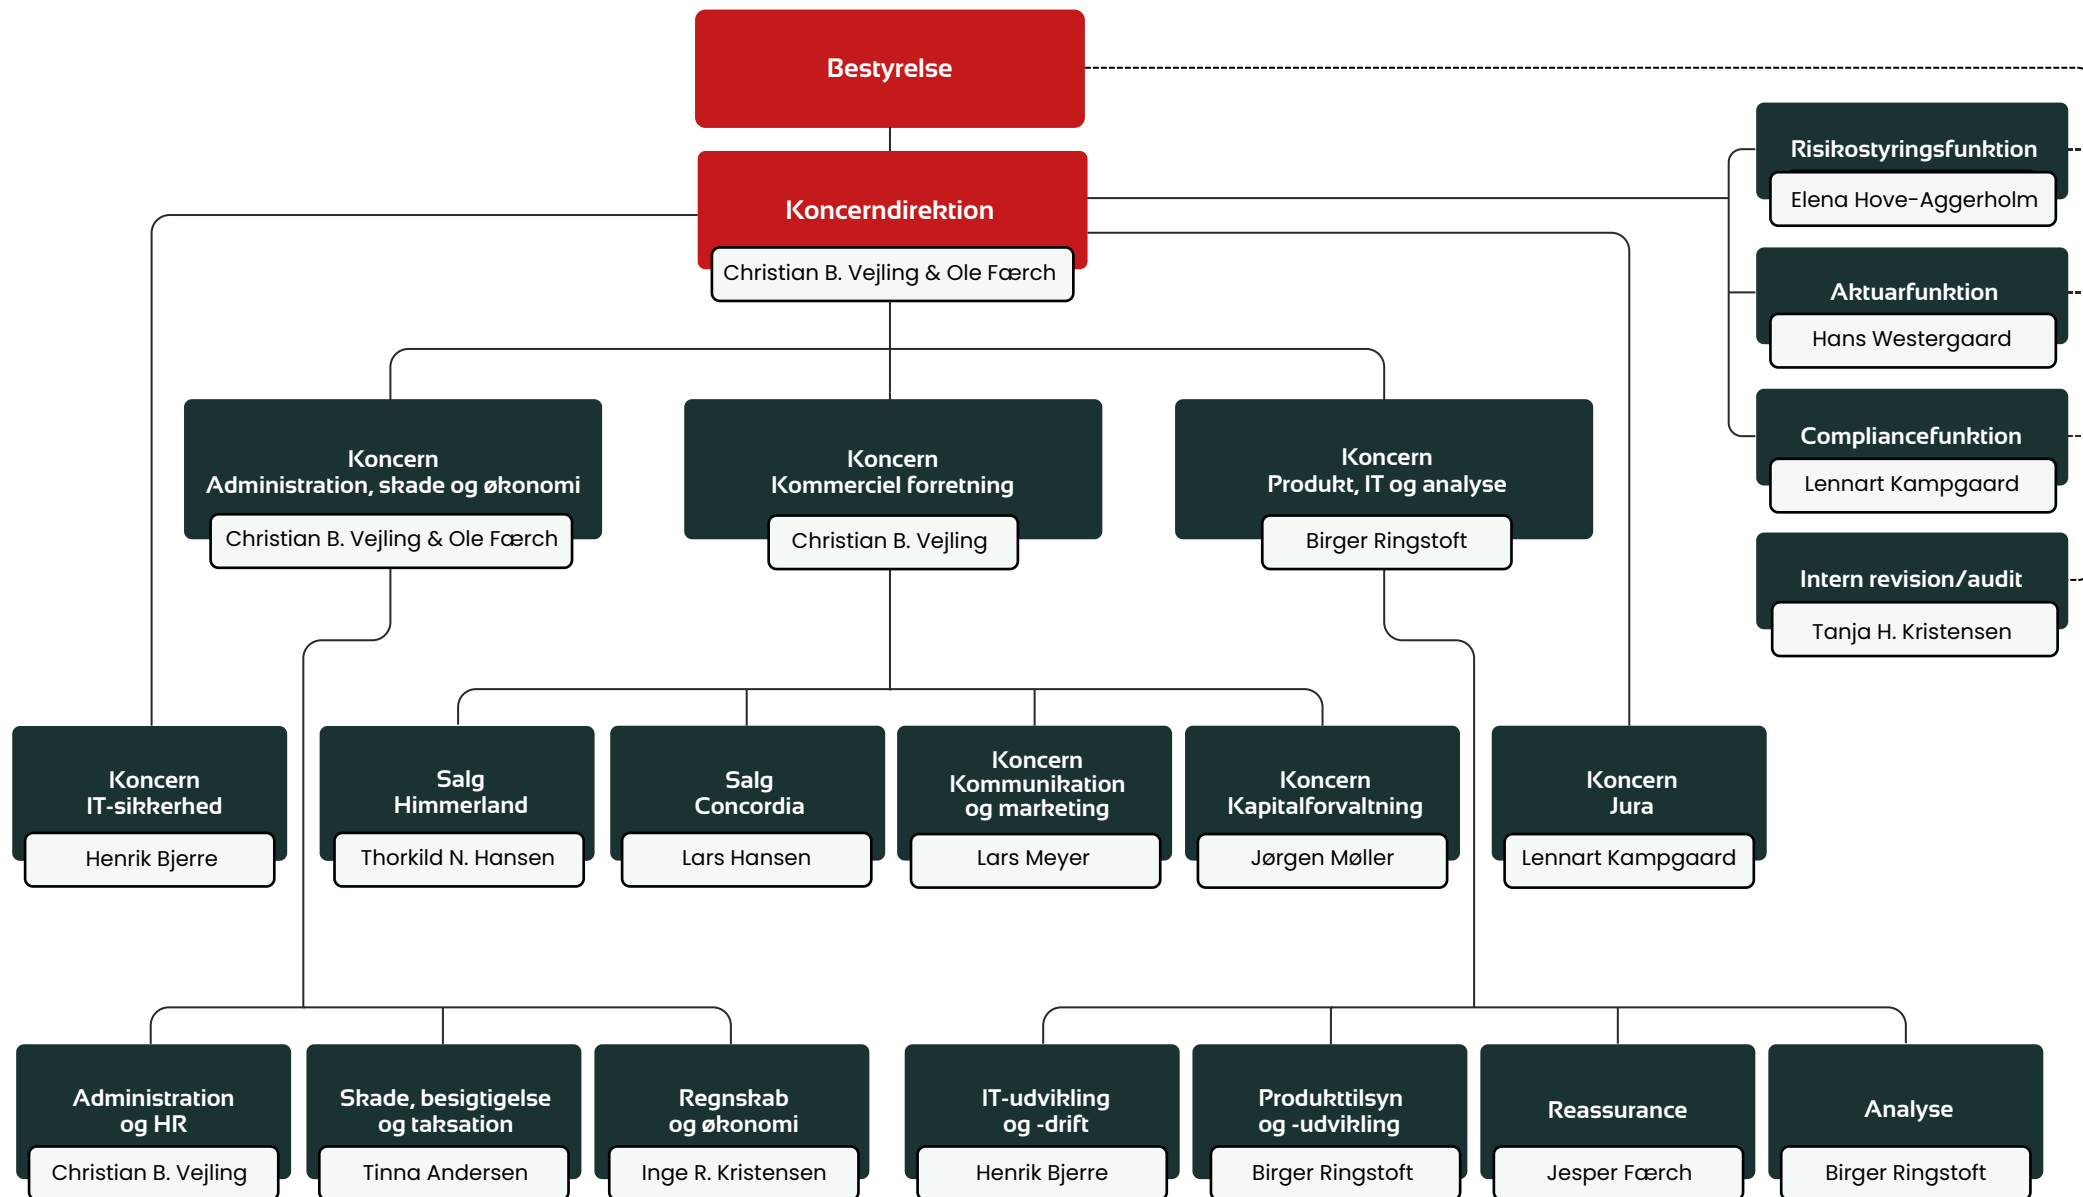 Bestyrelse
Koncerndirektion
Christian B. Vejling & Ole Færch
Risikostyringsfunktion
Elena Hove-Aggerholm
Aktuarfunktion
Hans Westergaard
Compliancefunktion
Lennart Kampgaard
Intern revision/audit
Tanja H. Kristensen
Koncern
Administration, skade og økonomi
Christian B. Vejling & Ole Færch
Koncern
Kommerciel forretning
Christian B. Vejling
Koncern
Produkt, IT og analyse
Birger Ringstoft
Koncern
IT-sikkerhed
Henrik Bjerre
Salg
Himmerland
Thorkild N. Hansen
Salg
Concordia
Lars Hansen
Koncern
Kommunikation
og marketing
Lars Meyer
Koncern
Kapitalforvaltning
Jørgen Møller
Koncern
Jura
Lennart Kampgaard
Administration
og HR
Christian B. Vejling
Skade, besigtigelse
og taksation
Tinna Andersen
Regnskab
og økonomi
Inge R. Kristensen
IT-udvikling
og -drift
Henrik Bjerre
Produkttilsyn
og -udvikling
Birger Ringstoft
Reassurance
Jesper Færch
Analyse
Birger Ringstoft